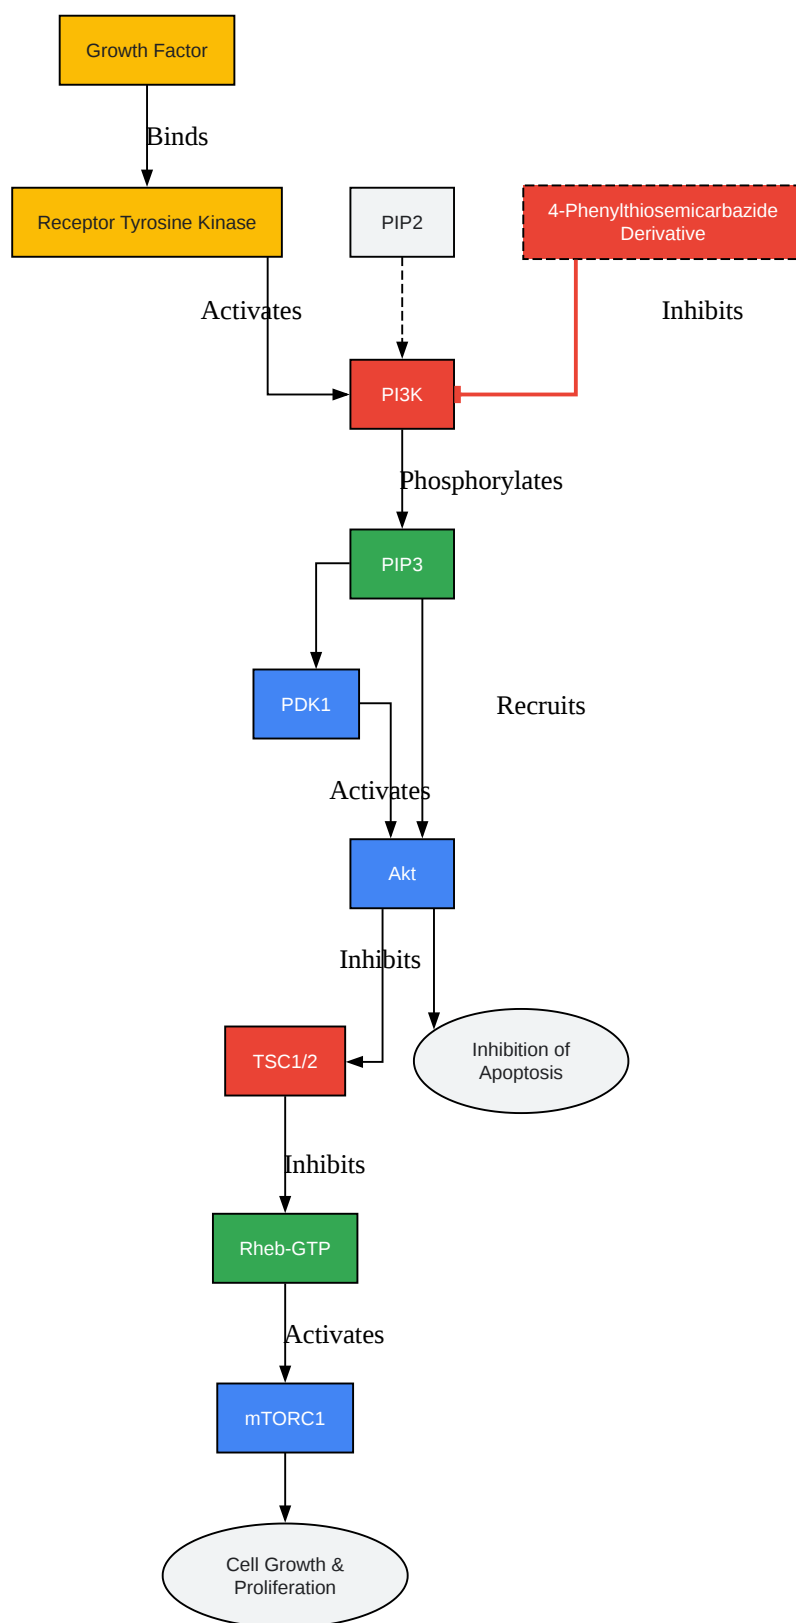 Growth Factor
Binds
Receptor Tyrosine Kinase
PIP2
4-Phenylthiosemicarbazide
Derivative
Activates
Inhibits
PI3K
Phosphorylates
PIP3
PDK1
Recruits
Activates
Akt
Inhibits
Inhibition of
Apoptosis
TSC1/2
Inhibits
Rheb-GTP
Activates
mTORC1
Cell Growth &
Proliferation